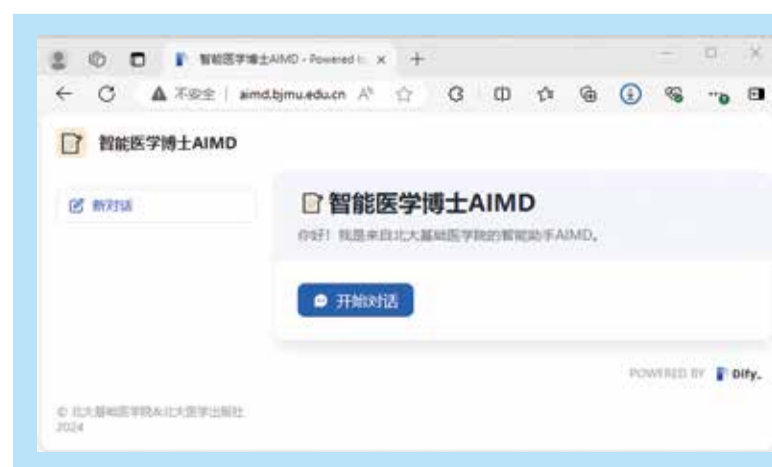 智能医学博士AIMD - Powered b
不安全 | aimd.bjmu.edu.cn
智能医学博士AIMD
新对话
智能医学博士AIMD
你好！我是来自北大基础医学院的智能助手AIMD。
开始对话
POWERED BY Dify.
© 北大基础医学院&北大医学出版社
2024